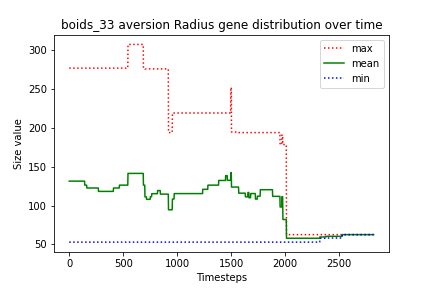 boids_33 aversion Radius gene distribution over time
max
mean
min
Size value
300
250
200
150
100
50
0
500
1000
1500
2000
2500
Timesteps